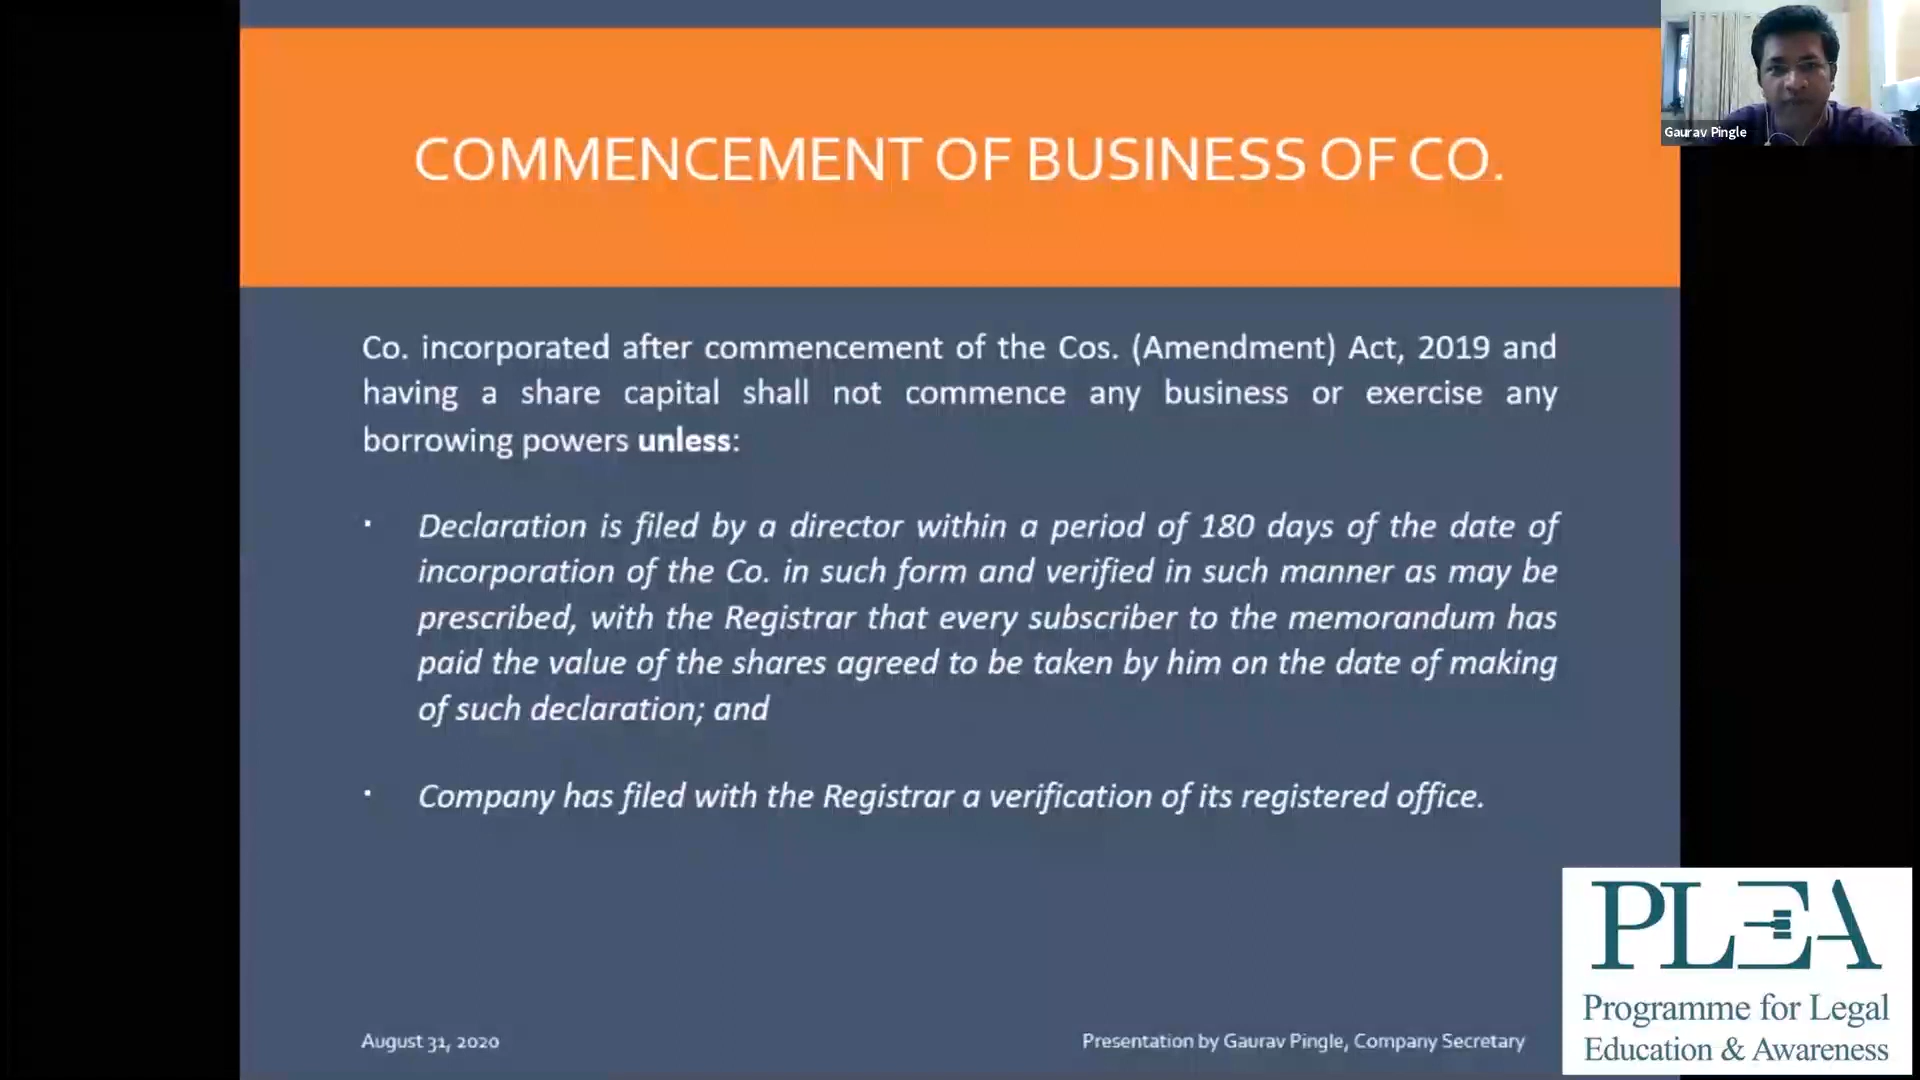 COMMENCEMENT OF BUSINESS OF CO.
Gaurav Pingle
Co. incorporated after commencement of the Cos. (Amendment) Act, 2019 and
having a share capital shall not commence any business or exercise any
borrowing powers unless:
· Declaration is filed by a director within a period of 180 days of the date of
incorporation of the Co. in such form and verified in such manner as may be
prescribed, with the Registrar that every subscriber to the memorandum has
paid the value of the shares agreed to be taken by him on the date of making
of such declaration; and
· Company has filed with the Registrar a verification of its registered office.
August 31, 2020
Presentation by Gaurav Pingle, Company Secretary
PLEA
Programme for Legal
Education & Awareness